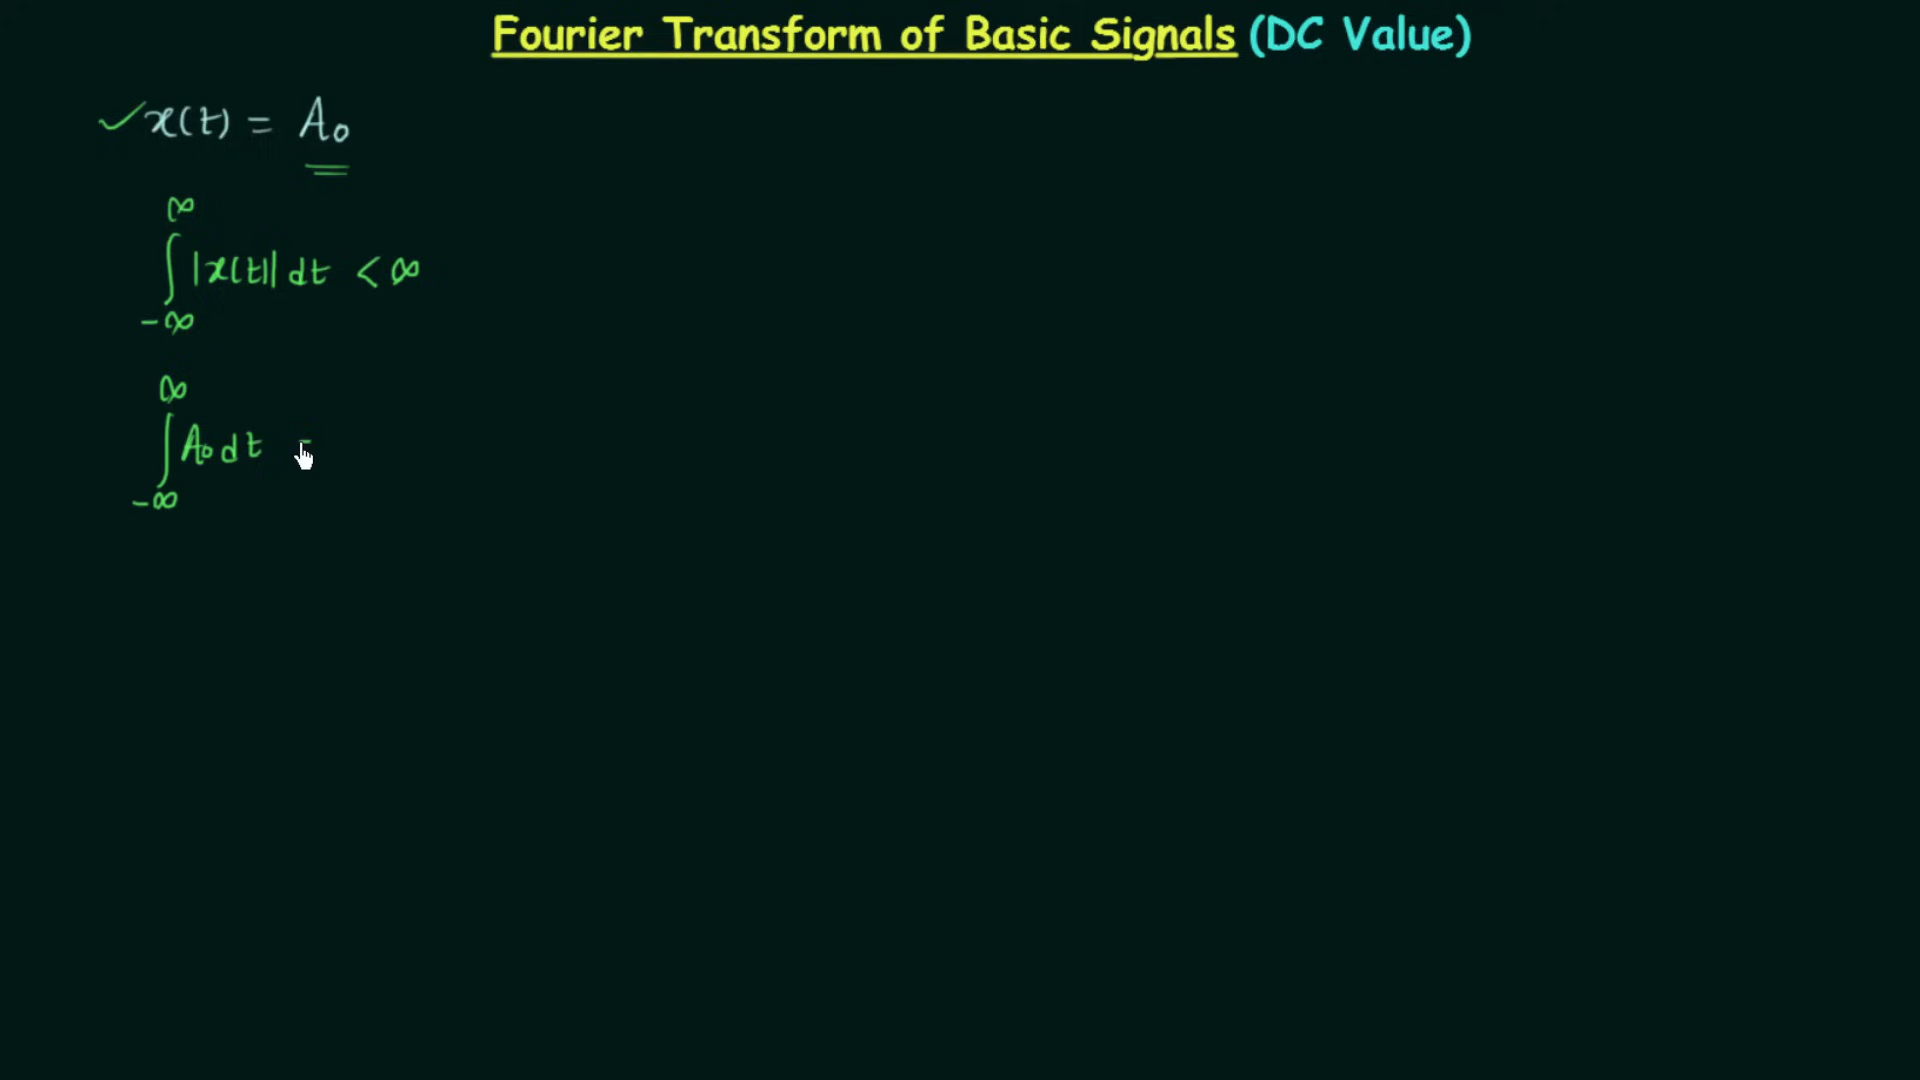 Fourier Transform of Basic Signals (DC Value)
✓x(t) = A₀
∞
∫|x(t)| dt < ∞
-∞
∞
∫A₀ dt =
-∞